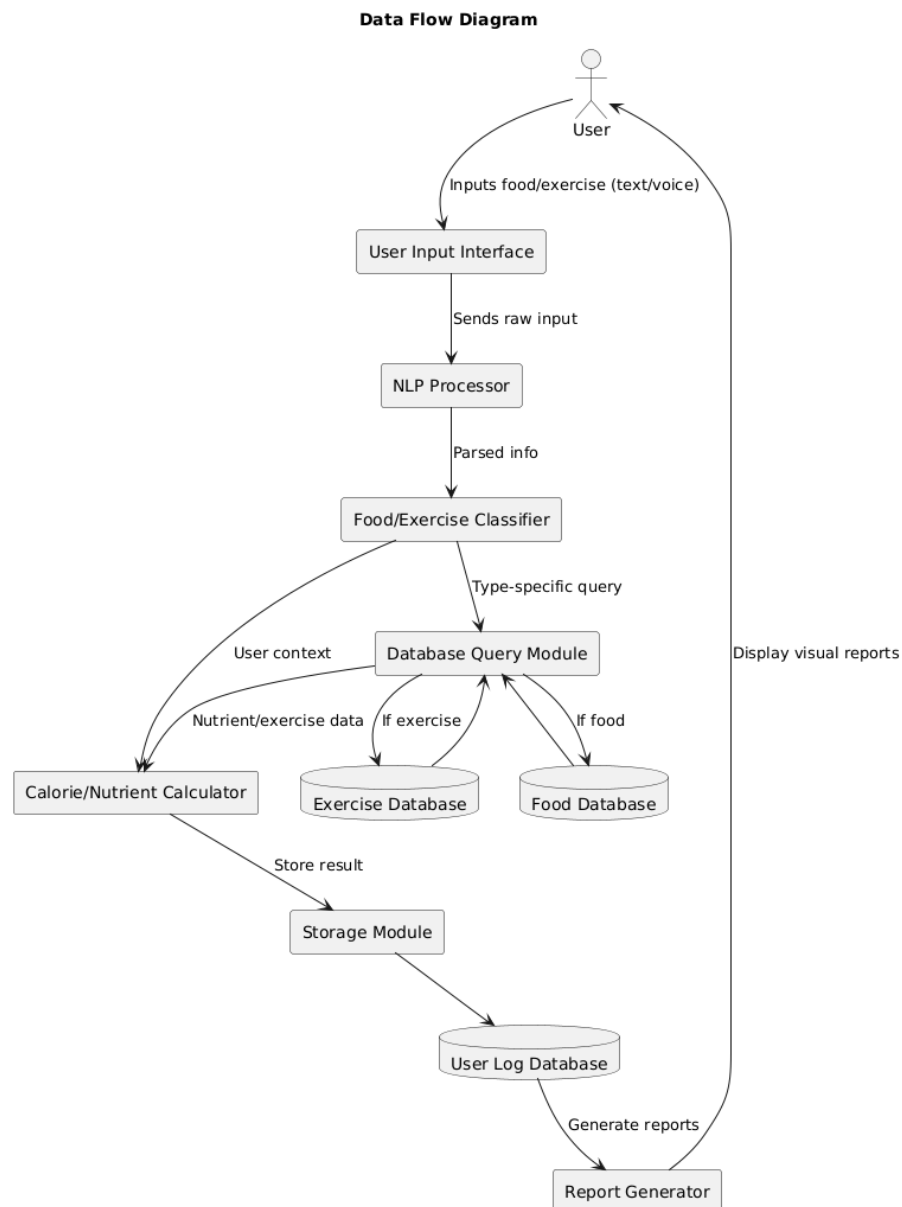 Data Flow Diagram
User
Inputs food/exercise (text/voice)
User Input Interface
Sends raw input
NLP Processor
Parsed info
Food/Exercise Classifier
Type-specific query
User context
Database Query Module
Display visual reports
Nutrient/exercise data
If exercise
If food
Calorie/Nutrient Calculator
Exercise Database
Food Database
Store result
Storage Module
User Log Database
Generate reports
Report Generator